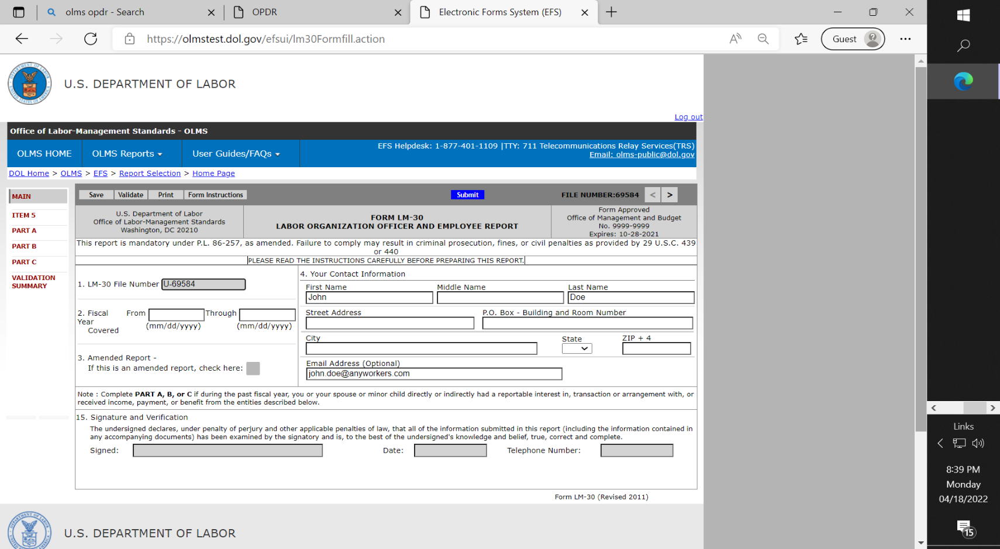 olms opdr - Search
OPDR
Electronic Forms System (EFS)
https://olmstest.dol.gov/efsui/lm30Formfill.action
Guest
U.S. DEPARTMENT OF LABOR
Log out
Office of Labor-Management Standards - OLMS
OLMS HOME
OLMS Reports
User Guides/FAQs
EFS Helpdesk: 1-877-401-1109 |TTY: 711 Telecommunications Relay Services(TRS)
Email: olms-public@dol.gov
DOL Home > OLMS > EFS > Report Selection > Home Page
MAIN
ITEM 5
PART A
PART B
PART C
VALIDATION
SUMMARY
Save
Validate
Print
Form Instructions
Submit
FILE NUMBER:69584
<
>
U.S. Department of Labor
Office of Labor-Management Standards
Washington, DC 20210
FORM LM-30
LABOR ORGANIZATION OFFICER AND EMPLOYEE REPORT
Form Approved
Office of Management and Budget
No. 9999-9999
Expires: 10-28-2021
This report is mandatory under P.L. 86-257, as amended. Failure to comply may result in criminal prosecution, fines, or civil penalties as provided by 29 U.S.C. 439
or 440
PLEASE READ THE INSTRUCTIONS CAREFULLY BEFORE PREPARING THIS REPORT.
1. LM-30 File Number U-69584
2. Fiscal
Year
Covered
From
Through
(mm/dd/yyyy)
(mm/dd/yyyy)
3. Amended Report -
If this is an amended report, check here:
4. Your Contact Information
First Name
Middle Name
Last Name
John
Doe
Street Address
P.O. Box - Building and Room Number
City
State
ZIP + 4
Email Address (Optional)
john.doe@anyworkers.com
Note : Complete PART A, B, or C if during the past fiscal year, you or your spouse or minor child directly or indirectly had a reportable interest in, transaction or arrangement with, or
received income, payment, or benefit from the entities described below.
15. Signature and Verification
The undersigned declares, under penalty of perjury and other applicable penalties of law, that all of the information submitted in this report (including the information contained in
any accompanying documents) has been examined by the signatory and is, to the best of the undersigned's knowledge and belief, true, correct and complete.
Signed:
Date:
Telephone Number:
Form LM-30 (Revised 2011)
U.S. DEPARTMENT OF LABOR
Links
8:39 PM
Monday
04/18/2022
15